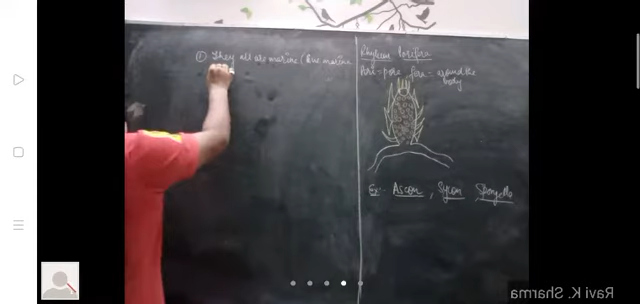 ① They all are marine (live marine
Phylum Porifera
Pori = pore fera = around the
body
Ex:- Ascon, Sycon, Spongilla
Ravi K. Sharma